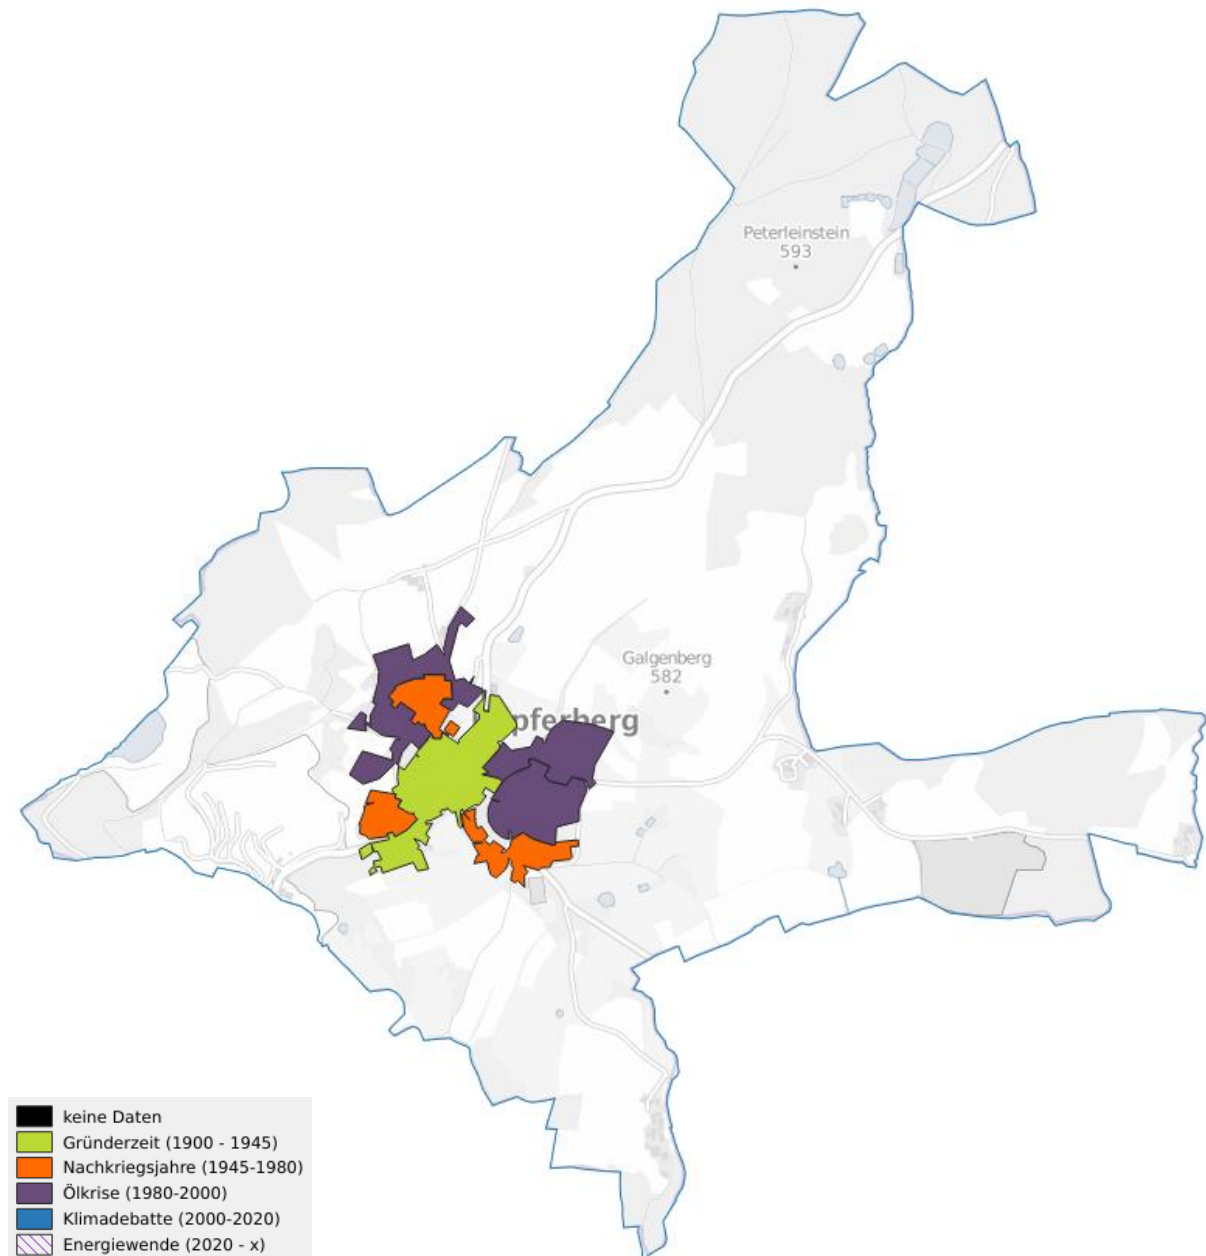 Peterleinstein
593
Galgenberg
582
pferberg
keine Daten
Gründerzeit (1900 - 1945)
Nachkriegsjahre (1945-1980)
Ölkrise (1980-2000)
Klimadebatte (2000-2020)
Energiewende (2020 - x)